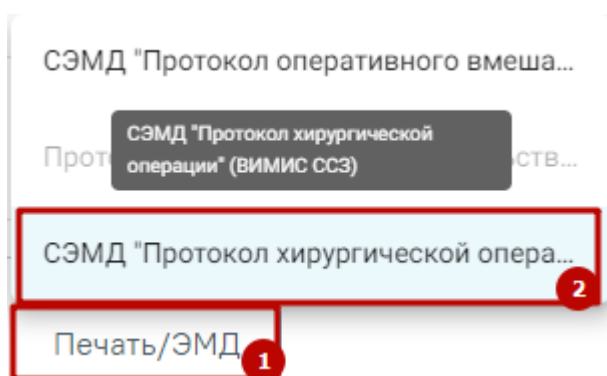 СЭМД "Протокол оперативного вмеша...
СЭМД "Протокол хирургической
операции" (ВИМИС ССЗ)
Прот ств...
СЭМД "Протокол хирургической опера...
2
Печать/ЭМД
1